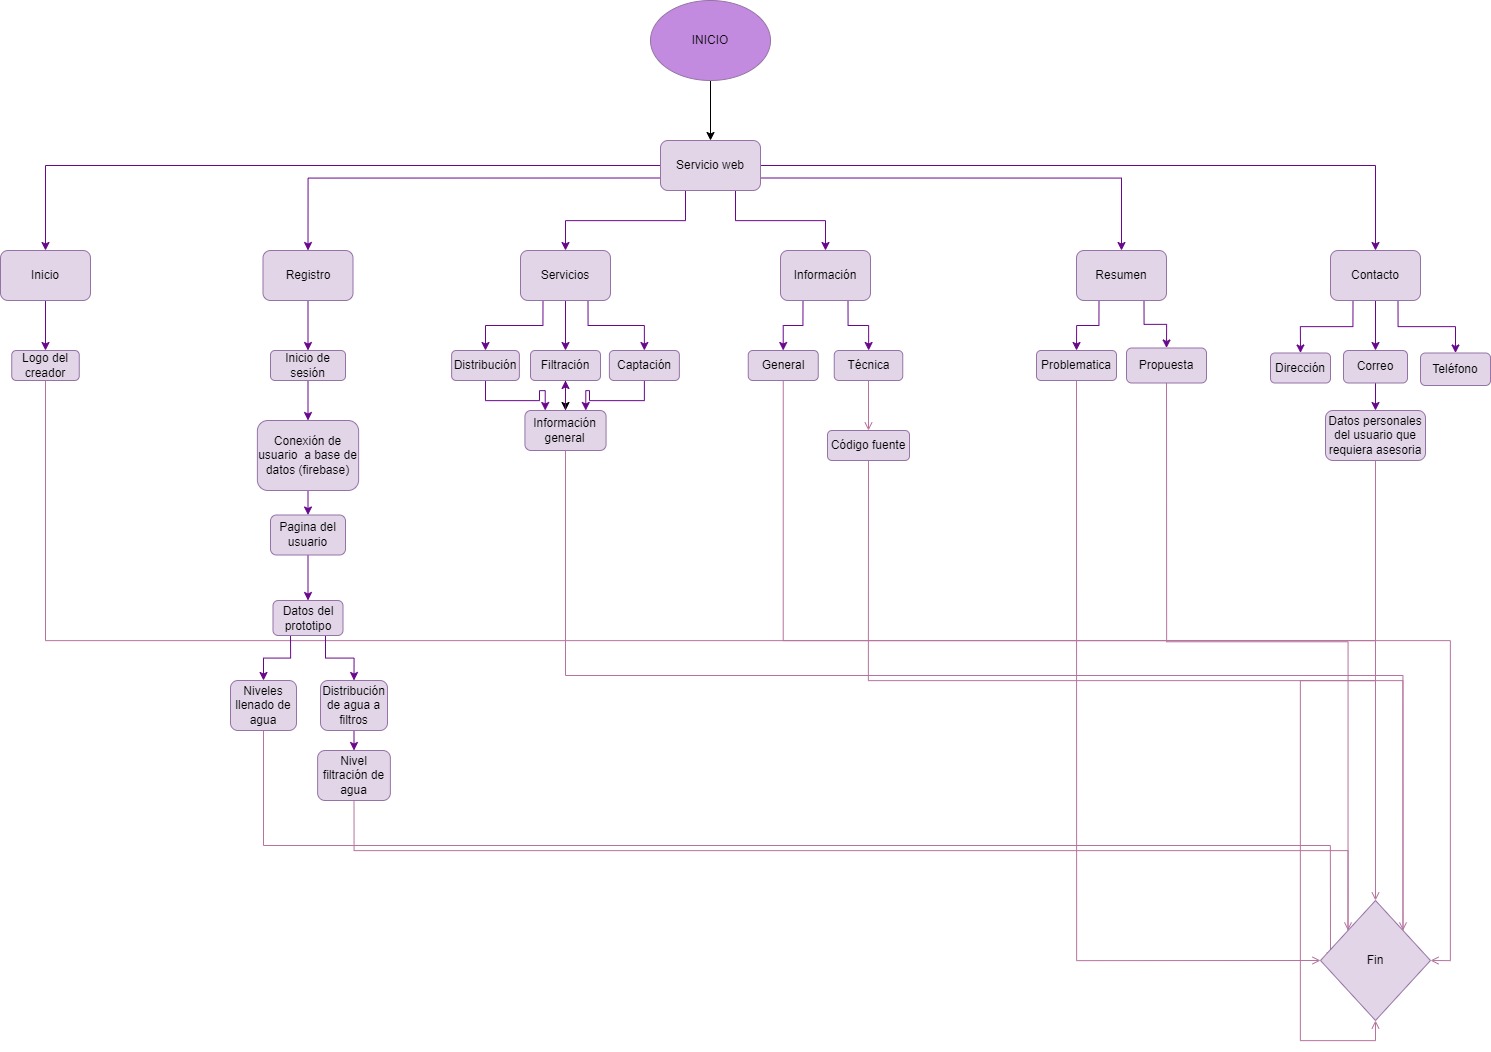 INICIO
Servicio web
Inicio
Registro
Servicios
Información
Resumen
Contacto
Logo del
creador
Inicio de
sesión
Distribución
Filtración
Captación
General
Técnica
Problematica
Propuesta
Dirección
Correo
Teléfono
Conexión de
usuario a base de
datos (firebase)
Información
general
Código fuente
Datos personales
del usuario que
requiera asesoria
Pagina del
usuario
Datos del
prototipo
Niveles
llenado de
agua
Distribución
de agua a
filtros
Nivel
filtración de
agua
Fin